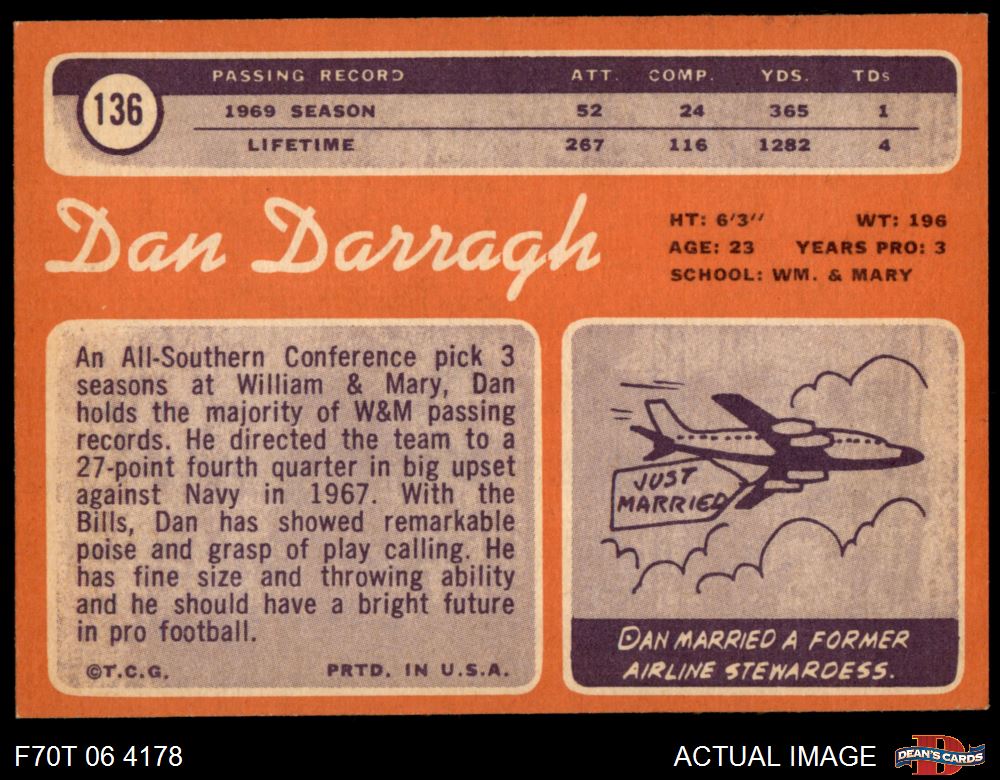 136
PASSING RECORD ATT. COMP. YDS. TDs
1969 SEASON 52 24 365 1
LIFETIME 267 116 1282 4
Dan Darragh
HT: 6'3" WT: 196
AGE: 23 YEARS PRO: 3
SCHOOL: WM. & MARY
An All-Southern Conference pick 3
seasons at William & Mary, Dan
holds the majority of W&M passing
records. He directed the team to a
27-point fourth quarter in big upset
against Navy in 1967. With the
Bills, Dan has showed remarkable
poise and grasp of play calling. He
has fine size and throwing ability
and he should have a bright future
in pro football.
©T.C.G. PRTD. IN U.S.A.
JUST
MARRIED
DAN MARRIED A FORMER
AIRLINE STEWARDESS.
F70T 06 4178
ACTUAL IMAGE
D
DEAN'S CARDS